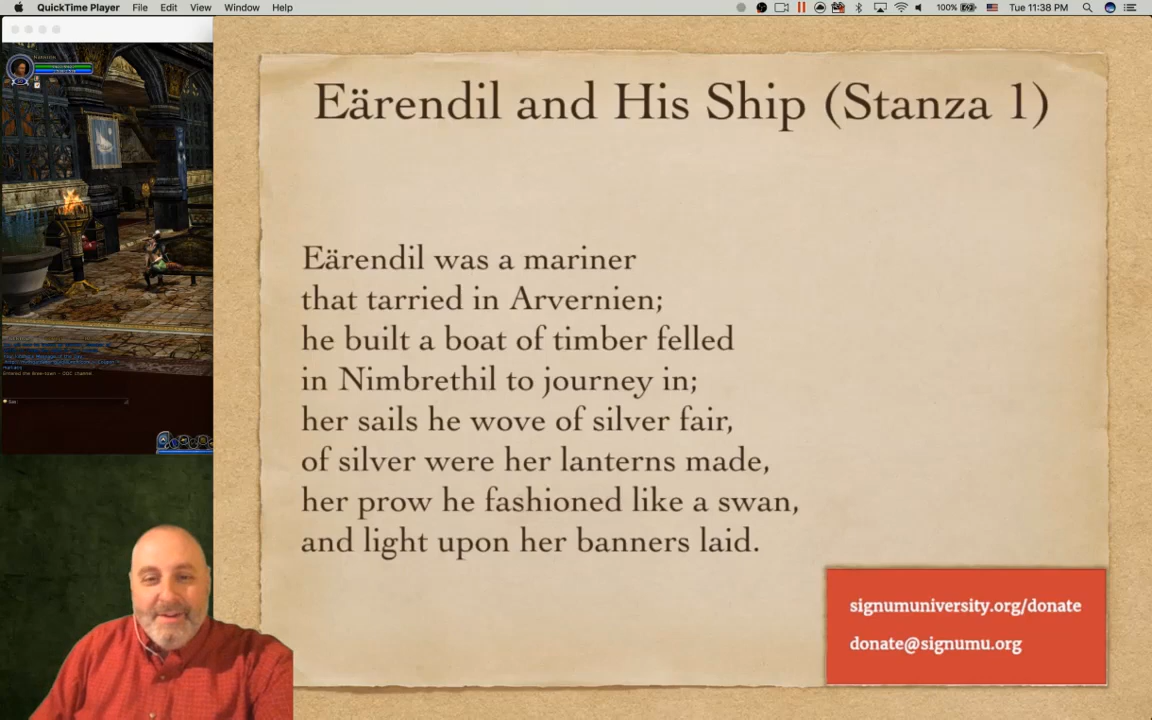 QuickTime Player File Edit View Window Help
100% Tue 11:38 PM
Eärendil and His Ship (Stanza 1)
Eärendil was a mariner
that tarried in Arvernien;
he built a boat of timber felled
in Nimbrethil to journey in;
her sails he wove of silver fair,
of silver were her lanterns made,
her prow he fashioned like a swan,
and light upon her banners laid.
signumuniversity.org/donate
donate@signumu.org